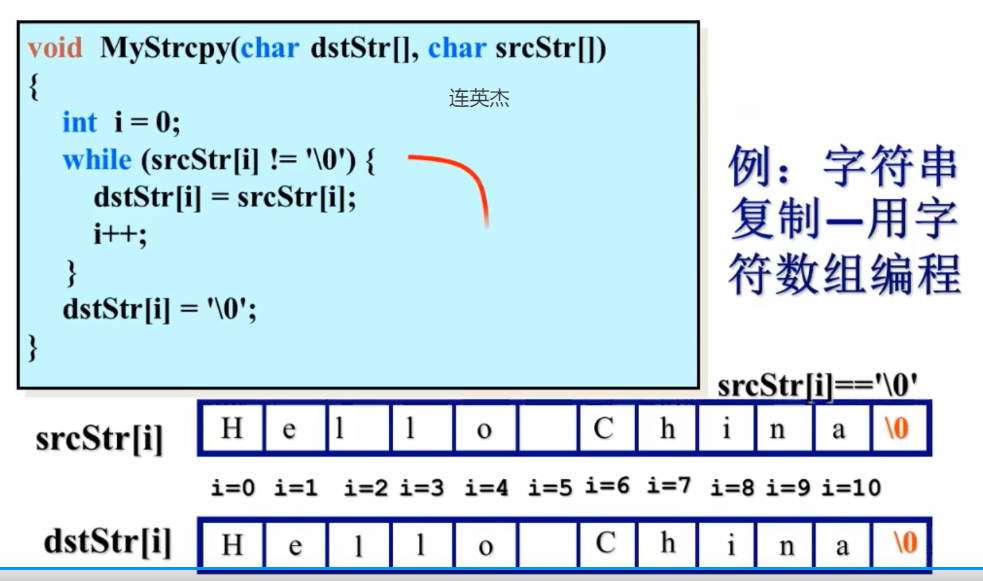 void MyStrcpy(char dstStr[], char srcStr[])
{
连英杰
int i = 0;
while (srcStr[i] != '\0') {
dstStr[i] = srcStr[i];
i++;
}
dstStr[i] = '\0';
}
例：字符串
复制—用字
符数组编程
srcStr[i]=='\0'
srcStr[i] H e l l o C h i n a \0
i=0 i=1 i=2 i=3 i=4 i=5 i=6 i=7 i=8 i=9 i=10
dstStr[i] H e l l o C h i n a \0